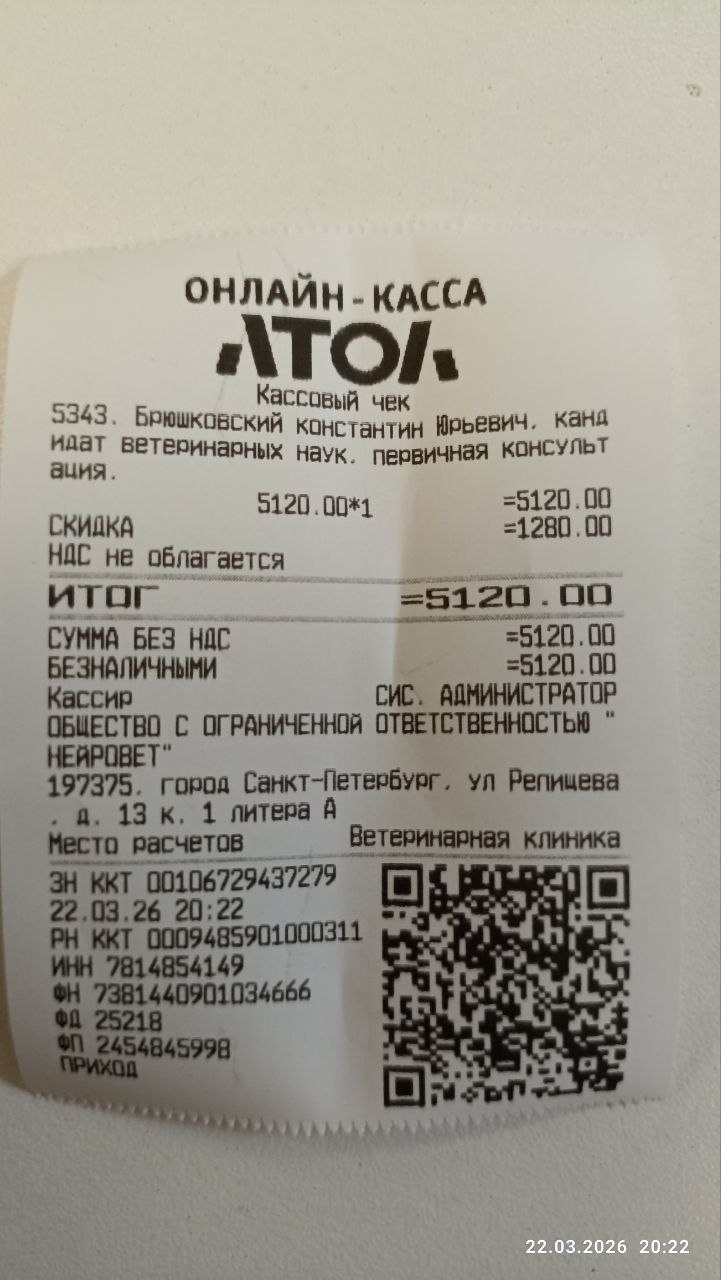 ОНЛАЙН-КАССА
АТОЛ
Кассовый чек
5343. Брюшковский константин Юрьевич, канд
идат ветеринарных наук, первичная консульт
ация.
5120.00*1 =5120.00
СКИДКА =1280.00
НДС не облагается
ИТОГ =5120.00
СУММА БЕЗ НДС =5120.00
БЕЗНАЛИЧНЫМИ =5120.00
Кассир СИС. АДМИНИСТРАТОР
ОБЩЕСТВО С ОГРАНИЧЕННОЙ ОТВЕТСТВЕННОСТЬЮ "
НЕЙРОВЕТ"
197375, город Санкт-Петербург, ул Репищева
, д. 13 к. 1 литера А
Место расчетов Ветеринарная клиника
ЗН ККТ 00106729437279
22.03.26 20:22
РН ККТ 0009485901000311
ИНН 7814854149
ФН 7381440901034666
ФД 25218
ФП 2454845998
ПРИХОД
22.03.2026 20:22